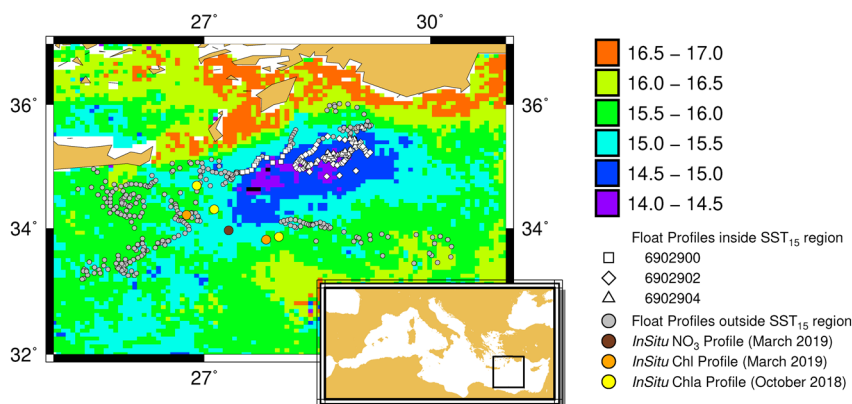 27° 30°
36° 36°
34° 34°
32°
27°
16.5 – 17.0
16.0 – 16.5
15.5 – 16.0
15.0 – 15.5
14.5 – 15.0
14.0 – 14.5
Float Profiles inside SST₁₅ region
6902900
6902902
6902904
Float Profiles outside SST₁₅ region
InSitu NO₃ Profile (March 2019)
InSitu Chl Profile (March 2019)
InSitu Chla Profile (October 2018)